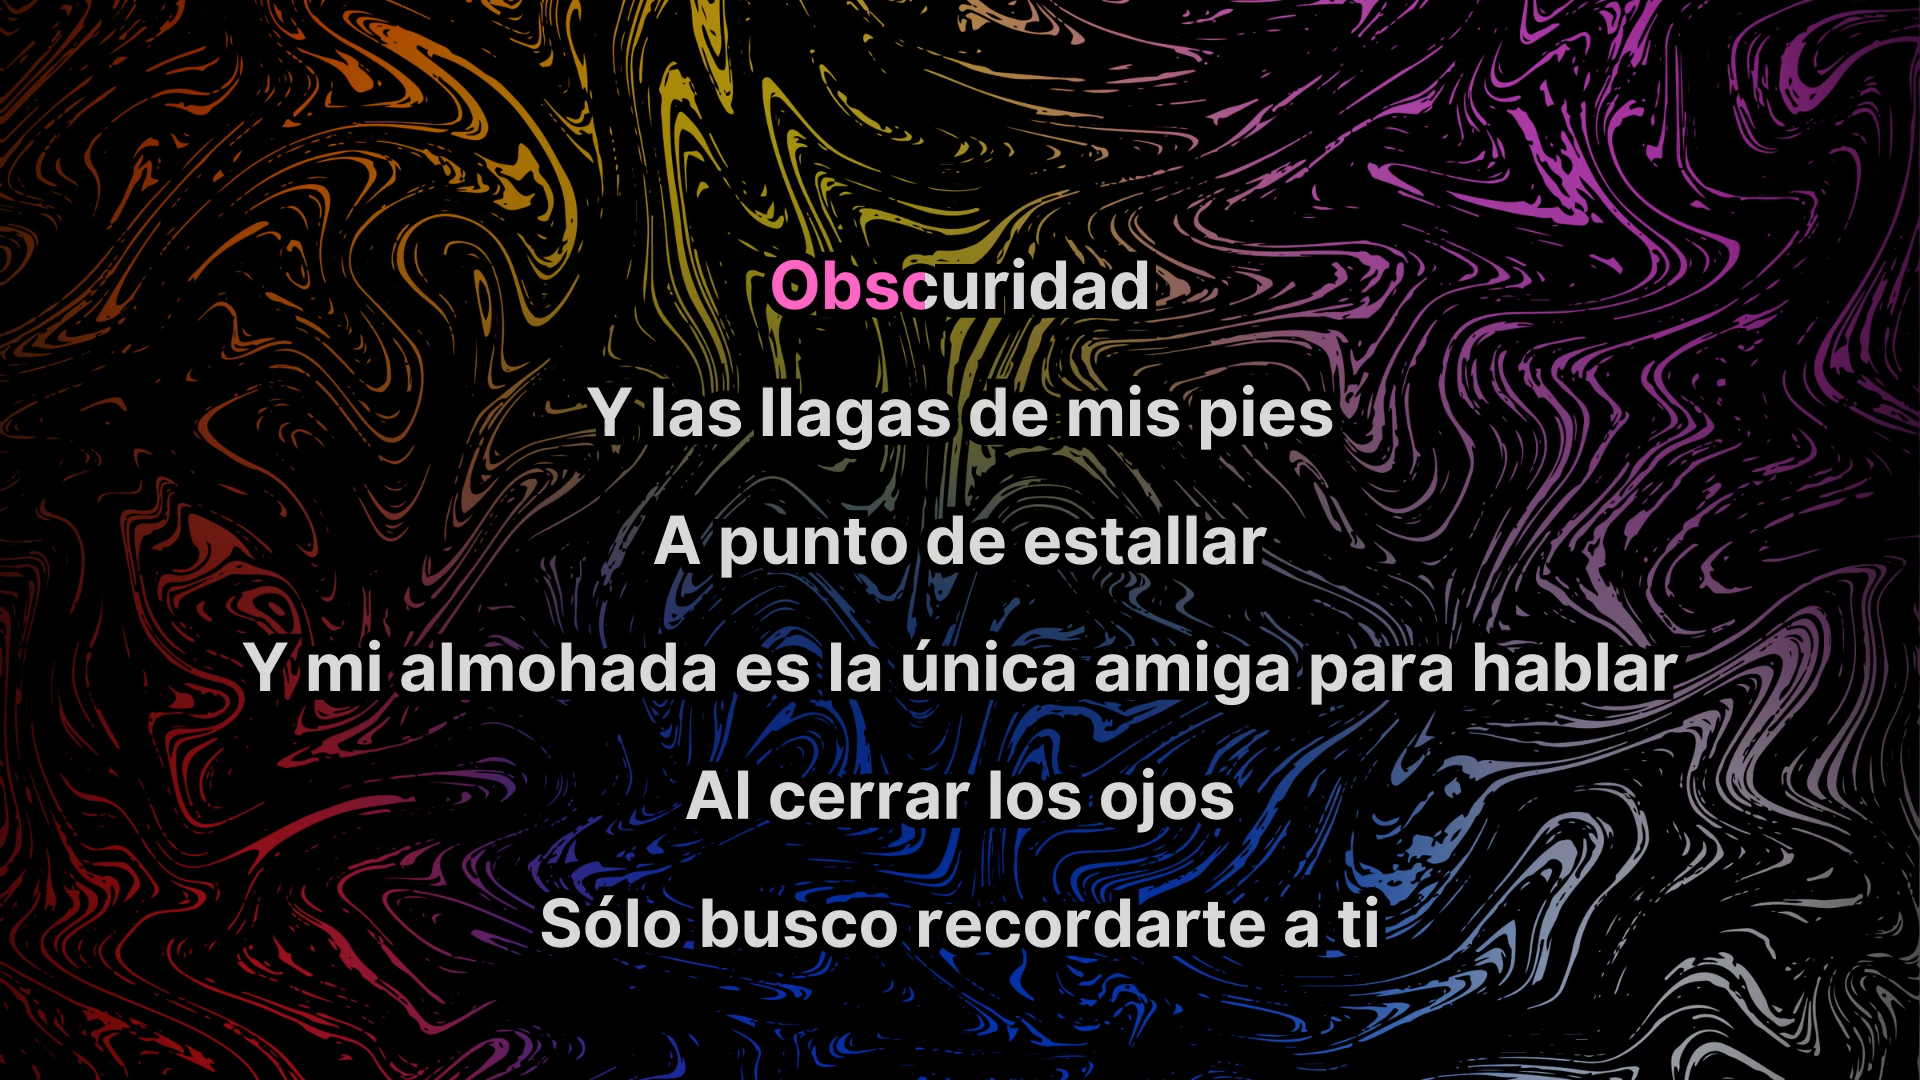 Obscuridad
Y las llagas de mis pies
A punto de estallar
Y mi almohada es la única amiga para hablar
Al cerrar los ojos
Sólo busco recordarte a ti